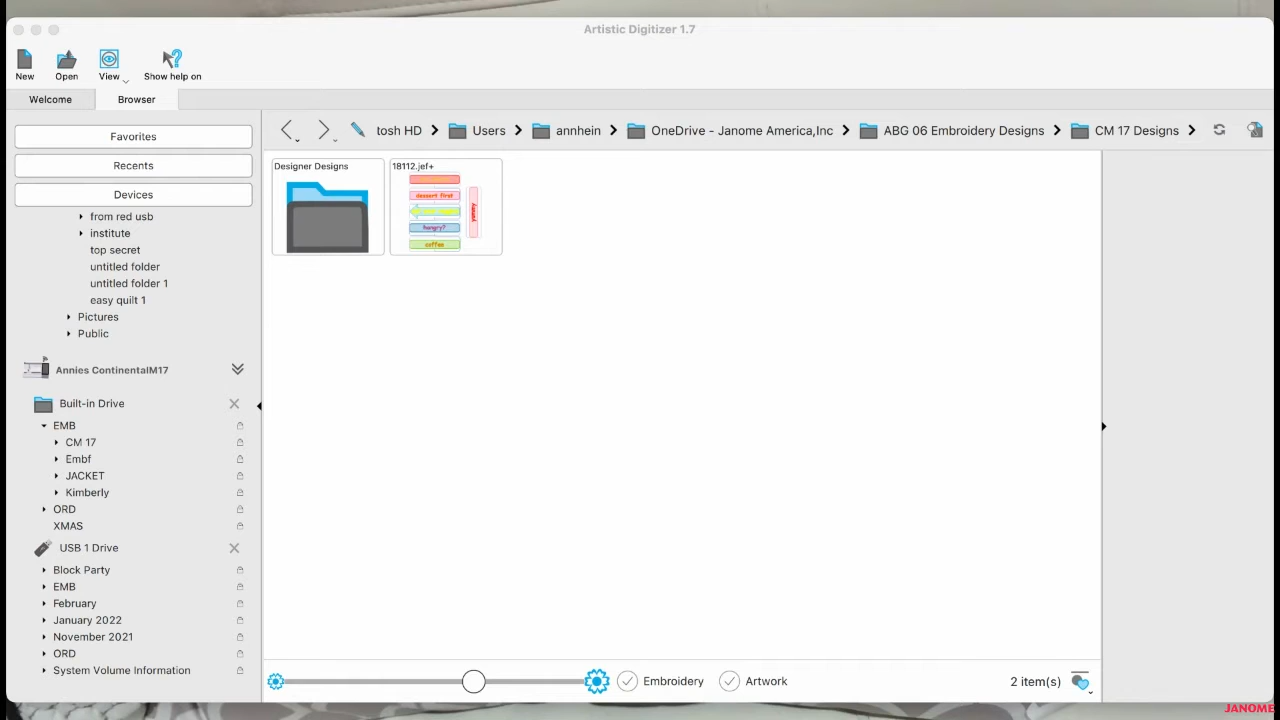 Artistic Digitizer 1.7
New Open View Show help on
Welcome Browser
Favorites
Recents
Devices
from red usb
institute
top secret
untitled folder
untitled folder 1
easy quilt 1
Pictures
Public
Annies ContinentalM17
Built-in Drive
EMB
CM 17
Embf
JACKET
Kimberly
ORD
XMAS
USB 1 Drive
Block Party
EMB
February
January 2022
November 2021
ORD
System Volume Information
tosh HD Users annhein OneDrive - Janome America,Inc ABG 06 Embroidery Designs CM 17 Designs
Designer Designs 18112.jef+
dessert first
yummy
hungry?
coffee
Embroidery Artwork 2 item(s)
JANOME